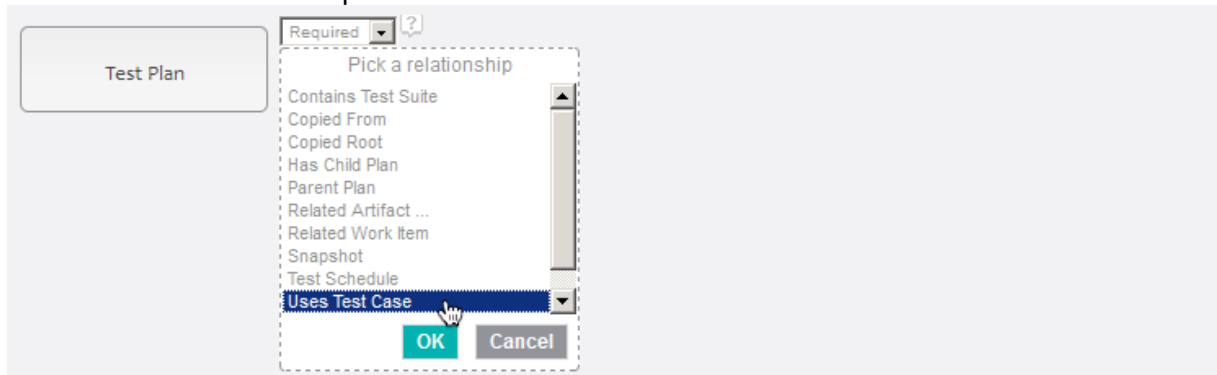 Required
?
Test Plan
Pick a relationship
Contains Test Suite
Copied From
Copied Root
Has Child Plan
Parent Plan
Related Artifact ...
Related Work Item
Snapshot
Test Schedule
Uses Test Case
OK Cancel